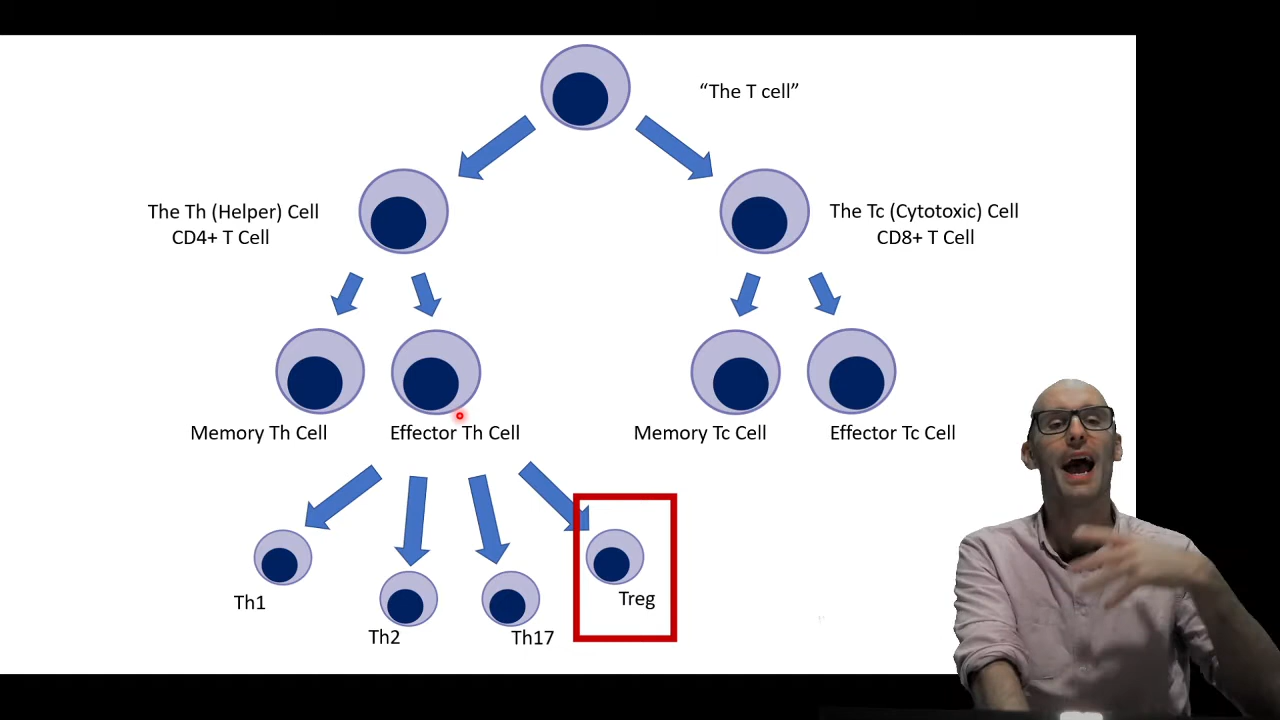 “The T cell”
The Th (Helper) Cell
CD4+ T Cell
The Tc (Cytotoxic) Cell
CD8+ T Cell
Memory Th Cell
Effector Th Cell
Memory Tc Cell
Effector Tc Cell
Th1
Th2
Th17
Treg